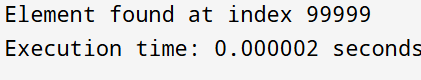 Element found at index 99999
Execution time: 0.000002 seconds